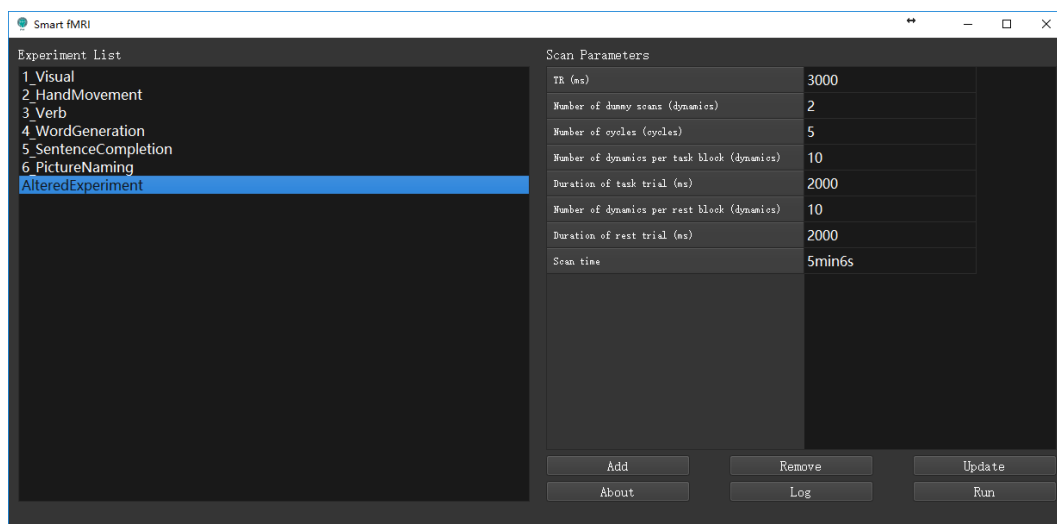 Smart fMRI
Experiment List
1_Visual
2_HandMovement
3_Verb
4_WordGeneration
5_SentenceCompletion
6_PictureNaming
AlteredExperiment
Scan Parameters
TR (ms) 3000
Number of dummy scans (dynamics) 2
Number of cycles (cycles) 5
Number of dynamics per task block (dynamics) 10
Duration of task trial (ms) 2000
Number of dynamics per rest block (dynamics) 10
Duration of rest trial (ms) 2000
Scan time 5min6s
Add Remove Update
About Log Run